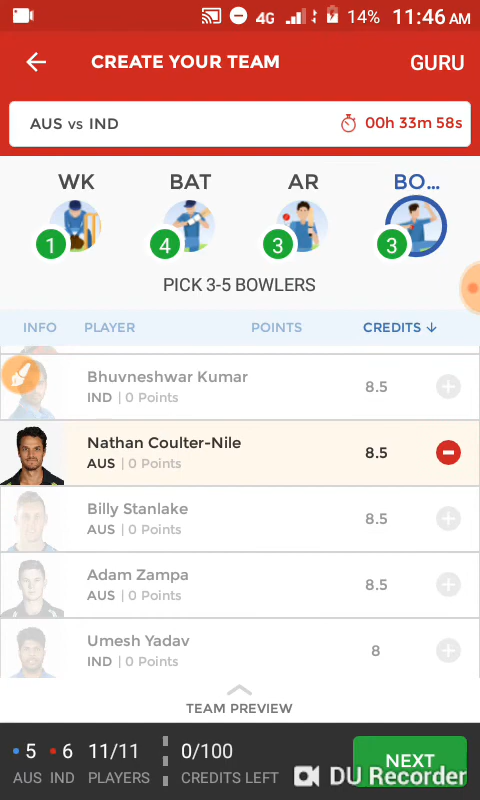 4G 14% 11:46 AM
CREATE YOUR TEAM GURU
AUS vs IND 00h 33m 58s
WK BAT AR BO...
1 4 3 3
PICK 3-5 BOWLERS
INFO PLAYER POINTS CREDITS
Bhuvneshwar Kumar
IND | 0 Points 8.5
Nathan Coulter-Nile
AUS | 0 Points 8.5
Billy Stanlake
AUS | 0 Points 8.5
Adam Zampa
AUS | 0 Points 8.5
Umesh Yadav
IND | 0 Points 8
TEAM PREVIEW
5 6 11/11 0/100 NEXT
AUS IND PLAYERS CREDITS LEFT
DU Recorder